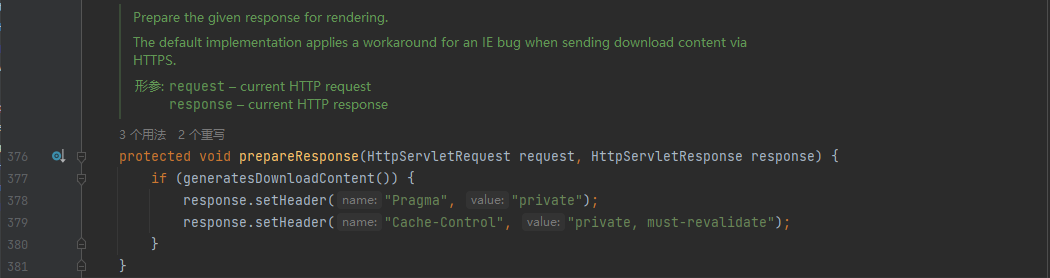 Prepare the given response for rendering.
The default implementation applies a workaround for an IE bug when sending download content via
HTTPS.
形参: request – current HTTP request
response – current HTTP response
3 个用法 2 个重写
376 protected void prepareResponse(HttpServletRequest request, HttpServletResponse response) {
377 if (generatesDownloadContent()) {
378 response.setHeader( name: "Pragma", value: "private");
379 response.setHeader( name: "Cache-Control", value: "private, must-revalidate");
380 }
381 }